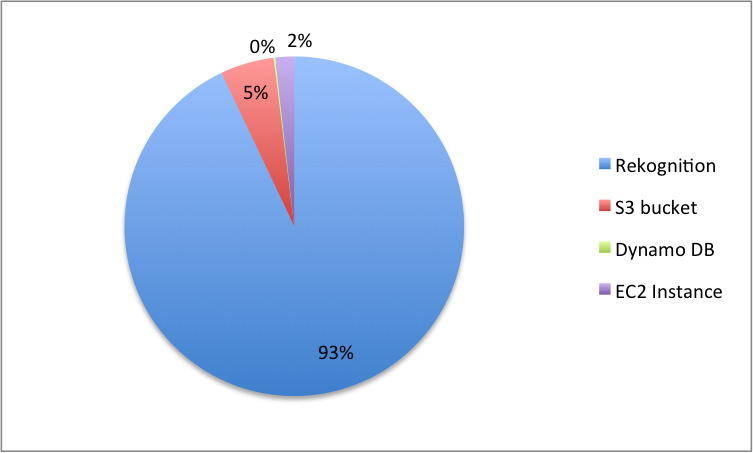 0%
2%
5%
93%
Rekognition
S3 bucket
Dynamo DB
EC2 Instance